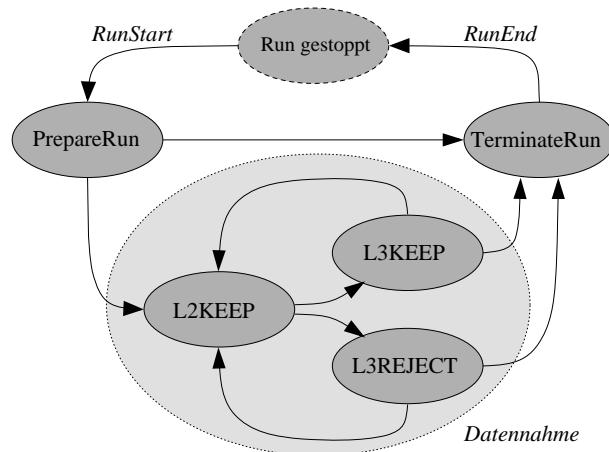 RunStart
Run gestoppt
RunEnd
PrepareRun
TerminateRun
L3KEEP
L2KEEP
L3REJECT
Datennahme